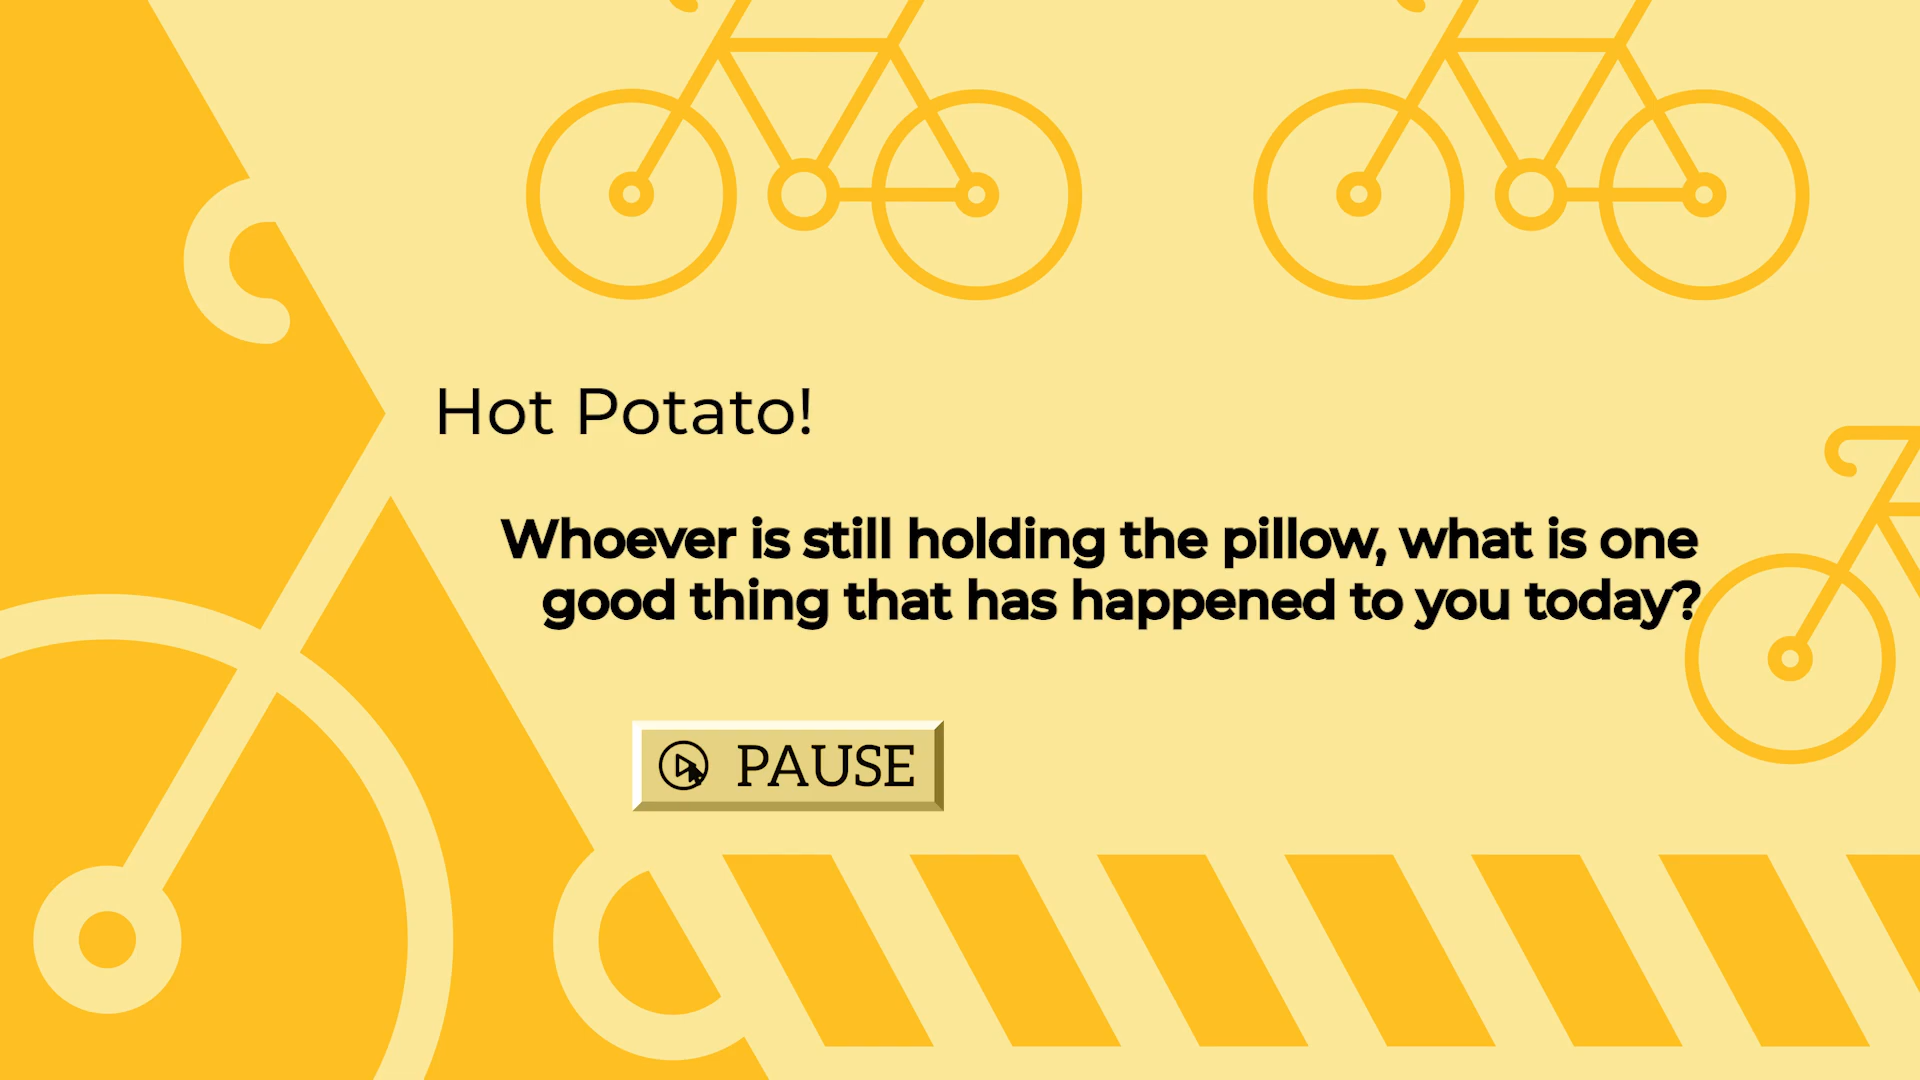 Hot Potato!
Whoever is still holding the pillow, what is one
good thing that has happened to you today?
PAUSE